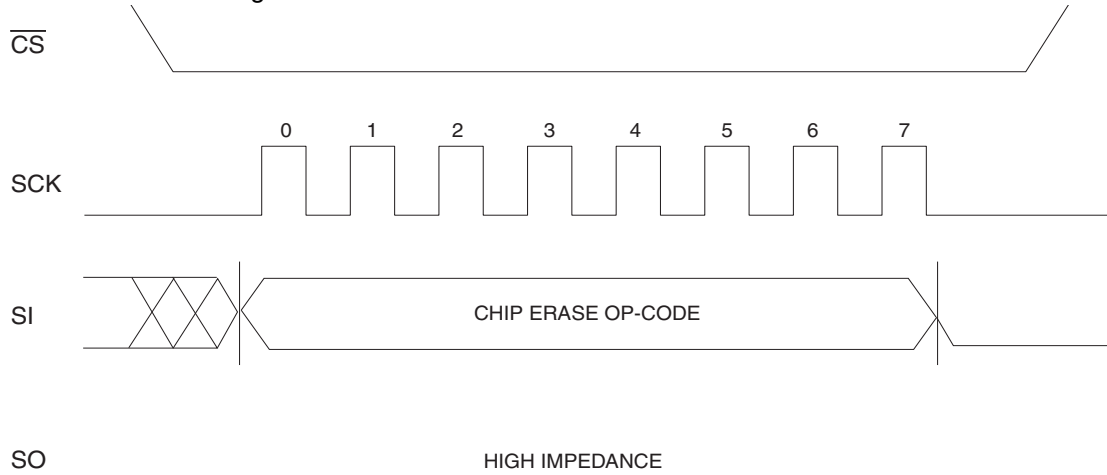 CS
0 1 2 3 4 5 6 7
SCK
SI CHIP ERASE OP-CODE
SO HIGH IMPEDANCE